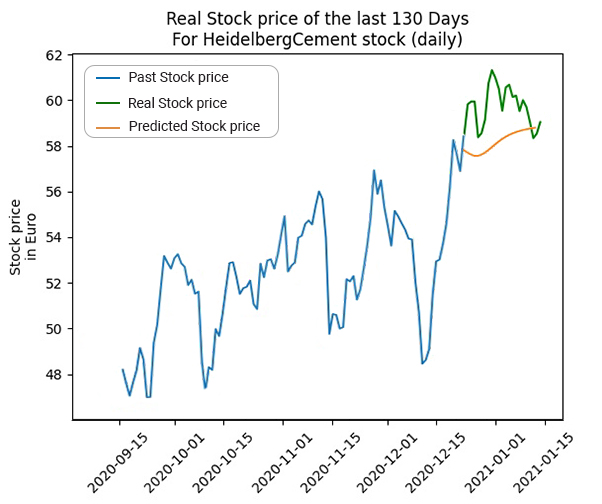 Real Stock price of the last 130 Days
For HeidelbergCement stock (daily)
62
60
58
56
54
52
50
48
Stock price
in Euro
Past Stock price
Real Stock price
Predicted Stock price
2020-09-15
2020-10-01
2020-10-15
2020-11-01
2020-11-15
2020-12-01
2020-12-15
2021-01-01
2021-01-15